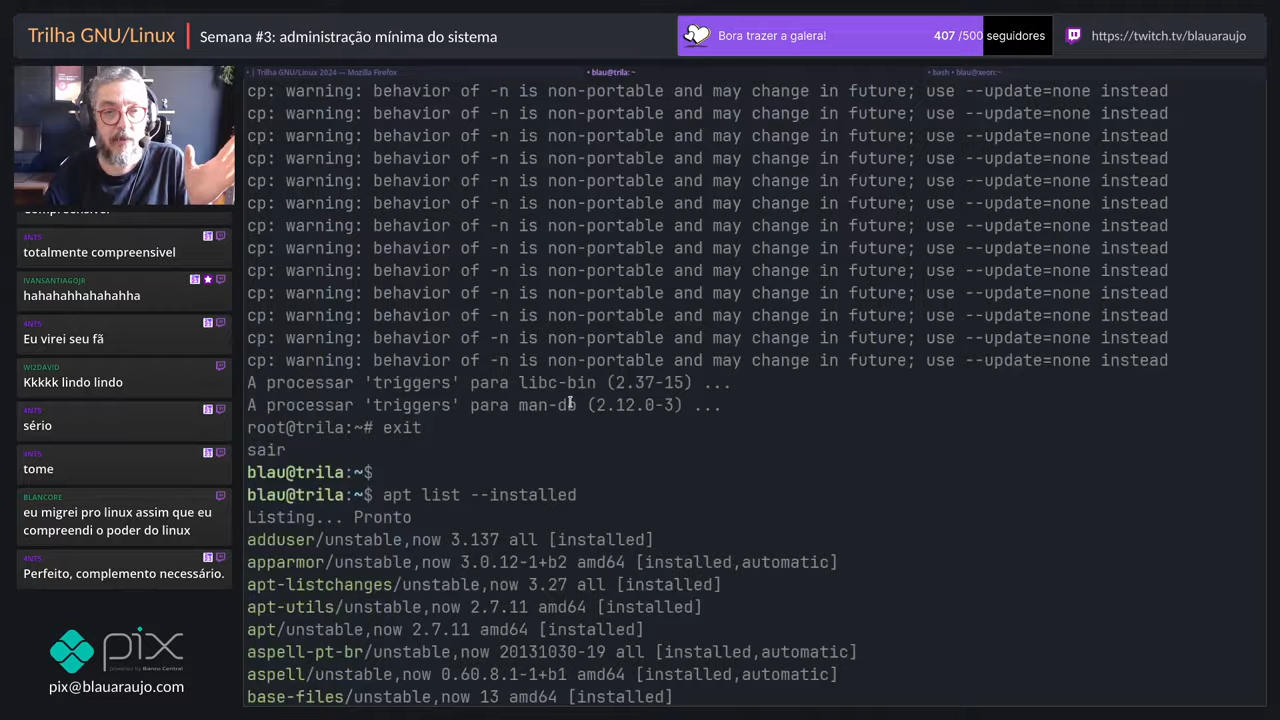 Trilha GNU/Linux
Semana #3: administração mínima do sistema
Bora trazer a galera!
407 /500 seguidores
https://twitch.tv/blauaraujo
| Trilha GNU/Linux 2024 — Mozilla Firefox
blau@trila: ~
bash • blau@xeon:~
cp: warning: behavior of -n is non-portable and may change in future; use --update=none instead
cp: warning: behavior of -n is non-portable and may change in future; use --update=none instead
cp: warning: behavior of -n is non-portable and may change in future; use --update=none instead
cp: warning: behavior of -n is non-portable and may change in future; use --update=none instead
cp: warning: behavior of -n is non-portable and may change in future; use --update=none instead
cp: warning: behavior of -n is non-portable and may change in future; use --update=none instead
cp: warning: behavior of -n is non-portable and may change in future; use --update=none instead
cp: warning: behavior of -n is non-portable and may change in future; use --update=none instead
cp: warning: behavior of -n is non-portable and may change in future; use --update=none instead
cp: warning: behavior of -n is non-portable and may change in future; use --update=none instead
cp: warning: behavior of -n is non-portable and may change in future; use --update=none instead
cp: warning: behavior of -n is non-portable and may change in future; use --update=none instead
cp: warning: behavior of -n is non-portable and may change in future; use --update=none instead
A processar 'triggers' para libc-bin (2.37-15) ...
A processar 'triggers' para man-db (2.12.0-3) ...
root@trila:~# exit
sair
blau@trila:~$
blau@trila:~$ apt list --installed
Listing... Pronto
adduser/unstable,now 3.137 all [installed]
apparmor/unstable,now 3.0.12-1+b2 amd64 [installed,automatic]
apt-listchanges/unstable,now 3.27 all [installed]
apt-utils/unstable,now 2.7.11 amd64 [installed]
apt/unstable,now 2.7.11 amd64 [installed]
aspell-pt-br/unstable,now 20131030-19 all [installed,automatic]
aspell/unstable,now 0.60.8.1-1+b1 amd64 [installed,automatic]
base-files/unstable,now 13 amd64 [installed]
4NT5
totalmente compreensivel
IVANSANTIAGOJR
hahahahhahahahha
4NT5
Eu virei seu fã
WI2DAVID
Kkkkk lindo lindo
4NT5
sério
4NT5
tome
BLANCORE
eu migrei pro linux assim que eu
compreendi o poder do linux
4NT5
Perfeito, complemento necessário.
pix
powered by Banco Central
pix@blauaraujo.com